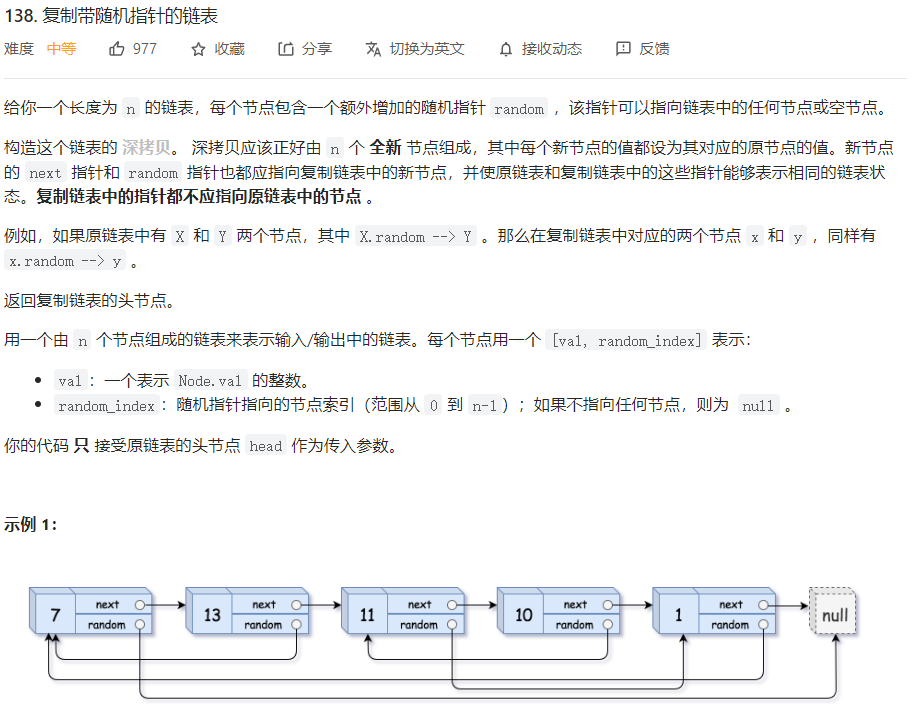 138. 复制带随机指针的链表
难度 中等 977 收藏 分享 切换为英文 接收动态 反馈
给你一个长度为 n 的链表，每个节点包含一个额外增加的随机指针 random ，该指针可以指向链表中的任何节点或空节点。
构造这个链表的 深拷贝。 深拷贝应该正好由 n 个 全新 节点组成，其中每个新节点的值都设为其对应的原节点的值。新节点
的 next 指针和 random 指针也都应指向复制链表中的新节点，并使原链表和复制链表中的这些指针能够表示相同的链表状
态。复制链表中的指针都不应指向原链表中的节点 。
例如，如果原链表中有 X 和 Y 两个节点，其中 X.random --> Y 。那么在复制链表中对应的两个节点 x 和 y ，同样有
x.random --> y 。
返回复制链表的头节点。
用一个由 n 个节点组成的链表来表示输入/输出中的链表。每个节点用一个 [val, random_index] 表示：
• val：一个表示 Node.val 的整数。
• random_index：随机指针指向的节点索引（范围从 0 到 n-1）；如果不指向任何节点，则为 null 。
你的代码 只 接受原链表的头节点 head 作为传入参数。
示例 1：
7 next random 13 next random 11 next random 10 next random 1 next random null